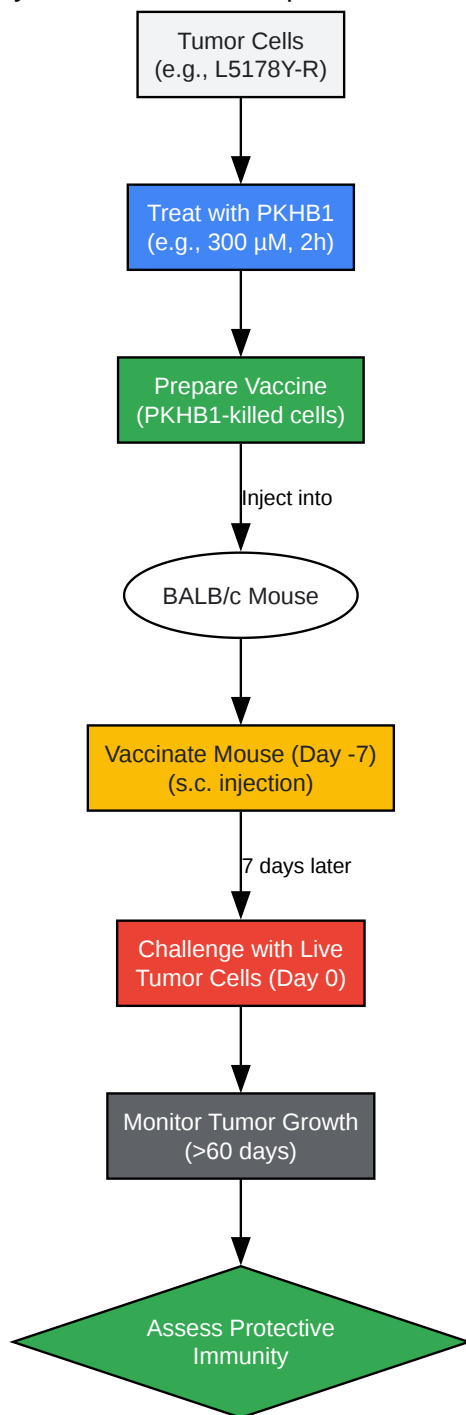 Tumor Cells
(e.g., L5178Y-R)
Treat with PKHB1
(e.g., 300 µM, 2h)
Prepare Vaccine
(PKHB1-killed cells)
Inject into
BALB/c Mouse
Vaccinate Mouse (Day -7)
(s.c. injection)
7 days later
Challenge with Live
Tumor Cells (Day 0)
Monitor Tumor Growth
(>60 days)
Assess Protective
Immunity